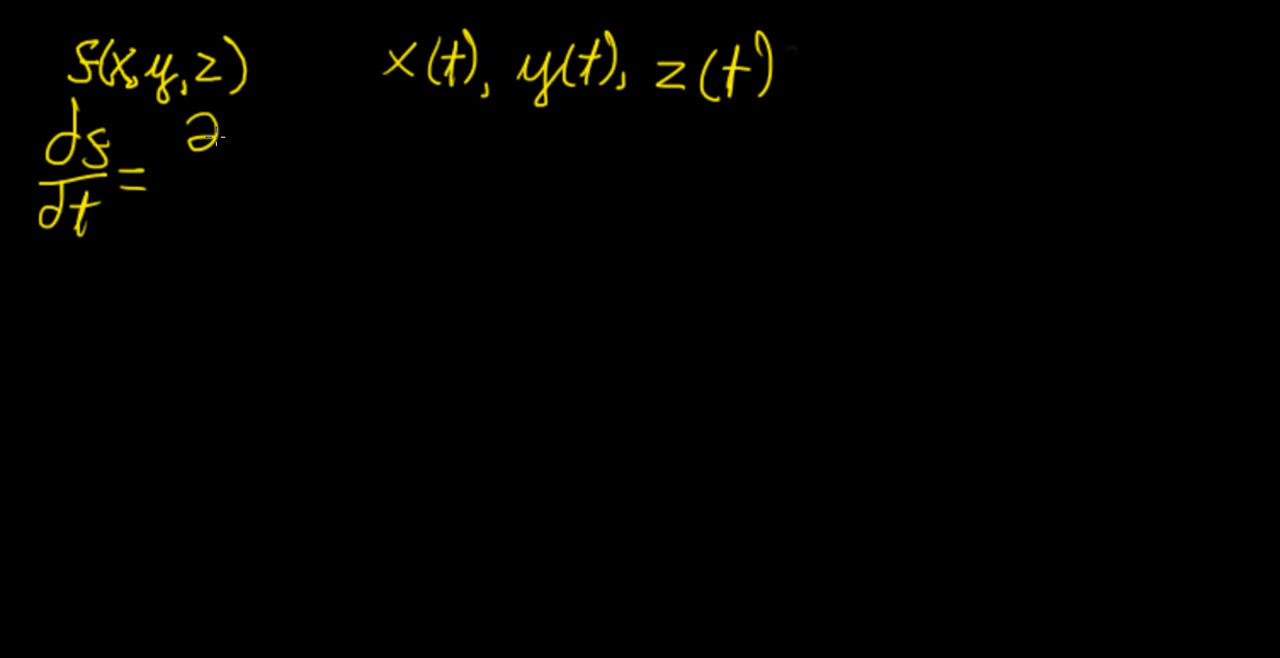 f(x,y,z) x(t), y(t), z(t)
df/dt = ∂